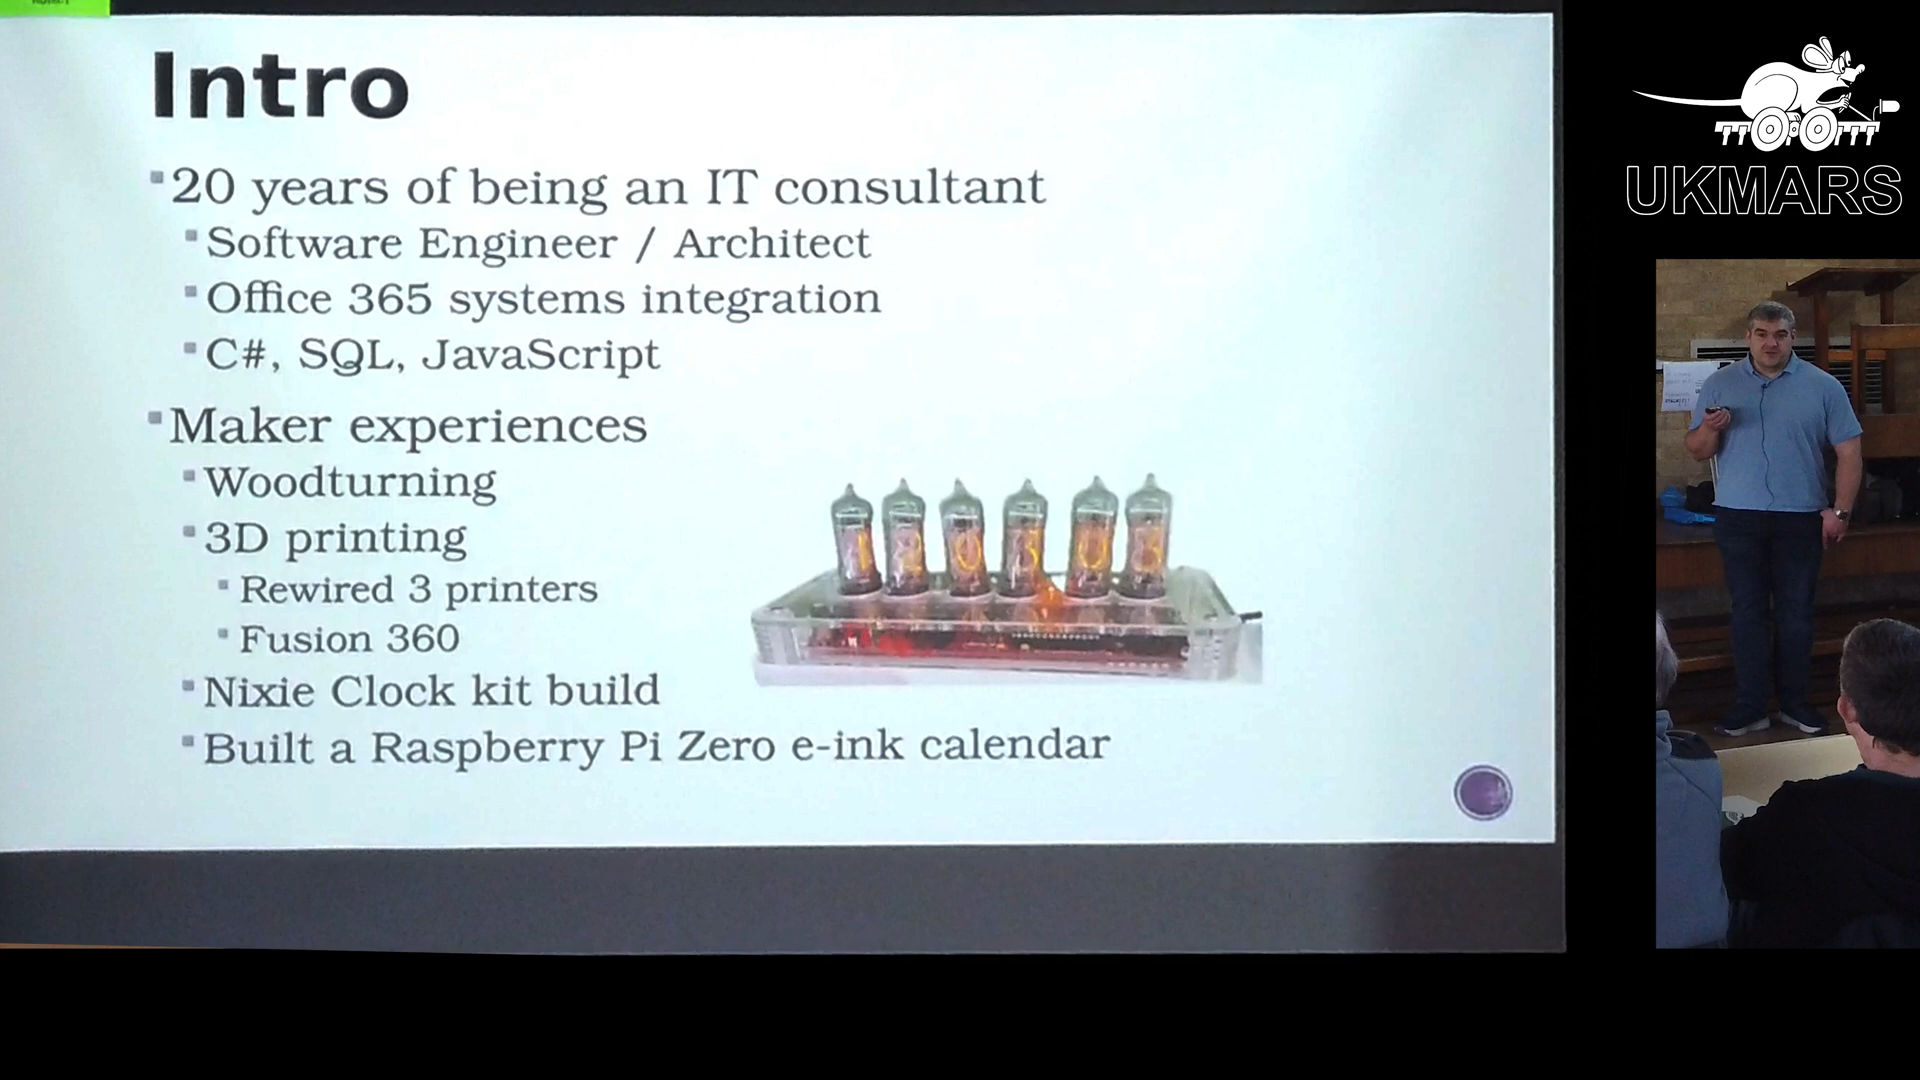 Intro
20 years of being an IT consultant
Software Engineer / Architect
Office 365 systems integration
C#, SQL, JavaScript
Maker experiences
Woodturning
3D printing
Rewired 3 printers
Fusion 360
Nixie Clock kit build
Built a Raspberry Pi Zero e-ink calendar
UKMARS